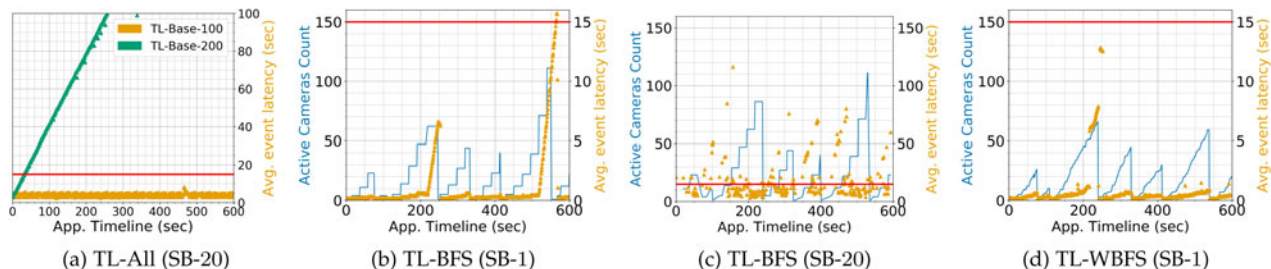 TL-Base-100
TL-Base-200
100
80
60
40
20
0
Avg. event latency (sec)
0 100 200 300 400 500 600
App. Timeline (sec)
(a) TL-All (SB-20)
Active Cameras Count
150
100
50
0
15
10
5
0
Avg. event latency (sec)
0 200 400 600
App. Timeline (sec)
(b) TL-BFS (SB-1)
Active Cameras Count
150
100
50
0
150
100
50
0
Avg. event latency (sec)
0 200 400 600
App. Timeline (sec)
(c) TL-BFS (SB-20)
Active Cameras Count
150
100
50
0
15
10
5
0
Avg. event latency (sec)
0 200 400 600
App. Timeline (sec)
(d) TL-WBFS (SB-1)